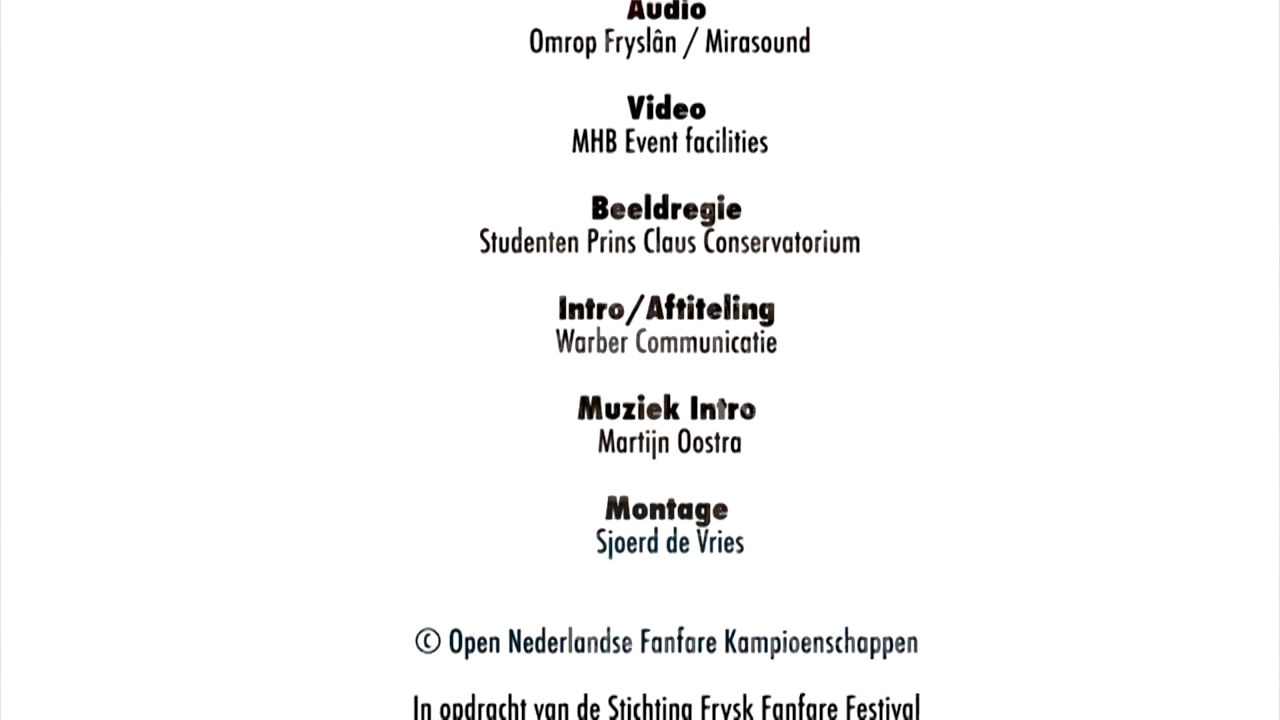 Audio
Omrop Fryslân / Mirasound
Video
MHB Event facilities
Beeldregie
Studenten Prins Claus Conservatorium
Intro/Aftiteling
Warber Communicatie
Muziek Intro
Martijn Oostra
Montage
Sjoerd de Vries
© Open Nederlandse Fanfare Kampioenschappen
In opdracht van de Stichting Frysk Fanfare Festival